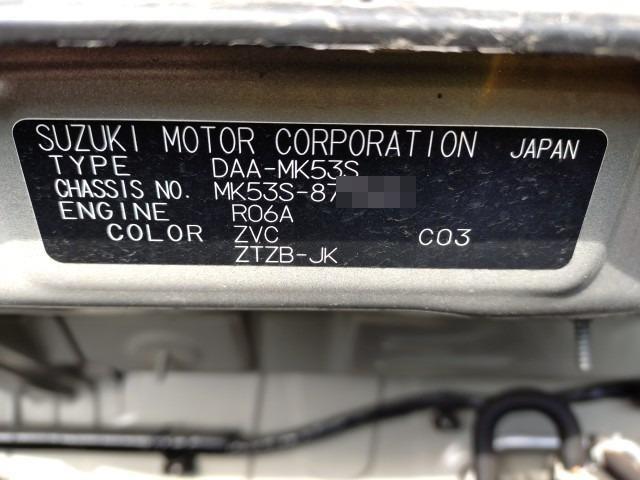 SUZUKI MOTOR CORPORATION JAPAN
TYPE DAA-MK53S
CHASSIS NO. MK53S-87
ENGINE R06A
COLOR ZVC C03
ZTZB-JK